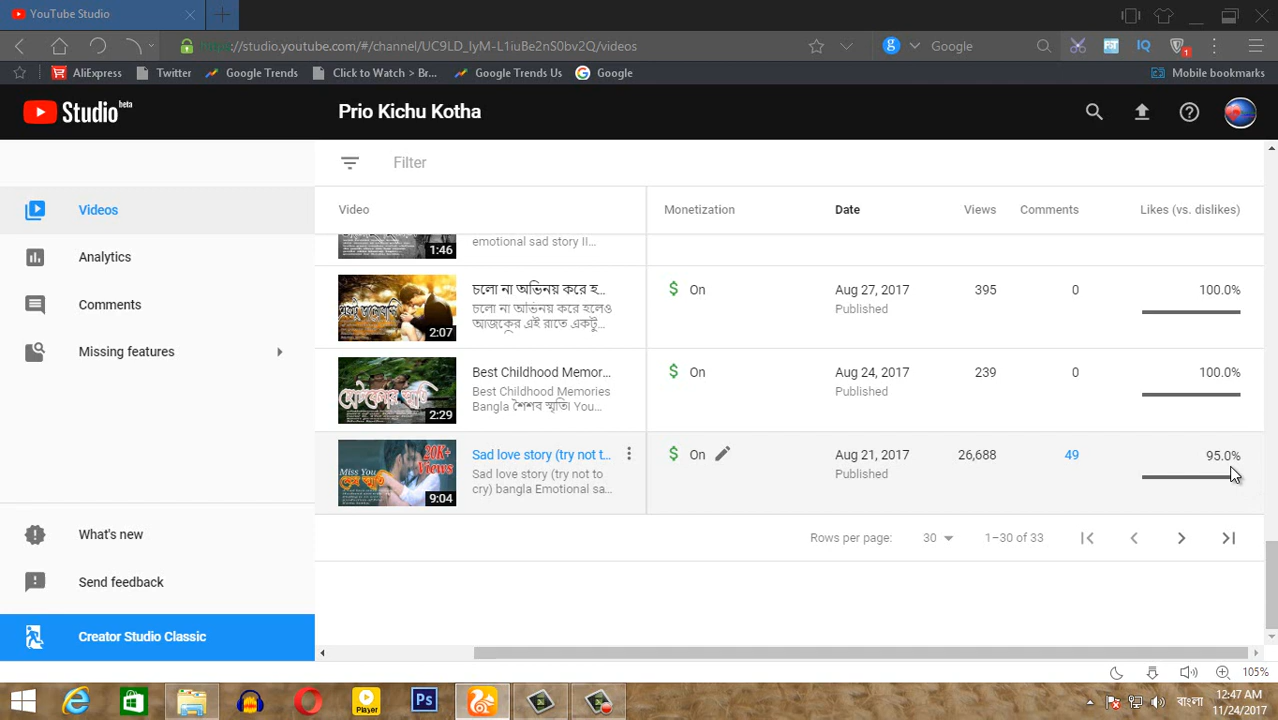 YouTube Studio
https://studio.youtube.com/#/channel/UC9LD_IyM-L1iuBe2nS0bv2Q/videos
Google
1
AliExpress
Twitter
Google Trends
Click to Watch > Br...
Google Trends Us
Google
Mobile bookmarks
Studio beta
Prio Kichu Kotha
Filter
Videos
Analytics
Comments
Missing features
What's new
Send feedback
Creator Studio Classic
Video
Monetization
Date
Views
Comments
Likes (vs. dislikes)
1:46
2:07
চলো না অভিনয় করে হ...
চলো না অভিনয় করে হলেও
আজকের এই রাতে একটু...
On
Aug 27, 2017
Published
395
0
100.0%
ছোটবেলার স্মৃতি
2:29
Best Childhood Memor...
Best Childhood Memories
Bangla শৈশব স্মৃতি You...
On
Aug 24, 2017
Published
239
0
100.0%
20K+
Views
Miss You
শেষ স্মৃতি
9:04
Sad love story (try not t...
Sad love story (try not to
cry) bangla Emotional sa...
On
Aug 21, 2017
Published
26,688
49
95.0%
Rows per page:
30
1–30 of 33
105%
Player
Ps
বাংলা
12:47 AM
11/24/2017